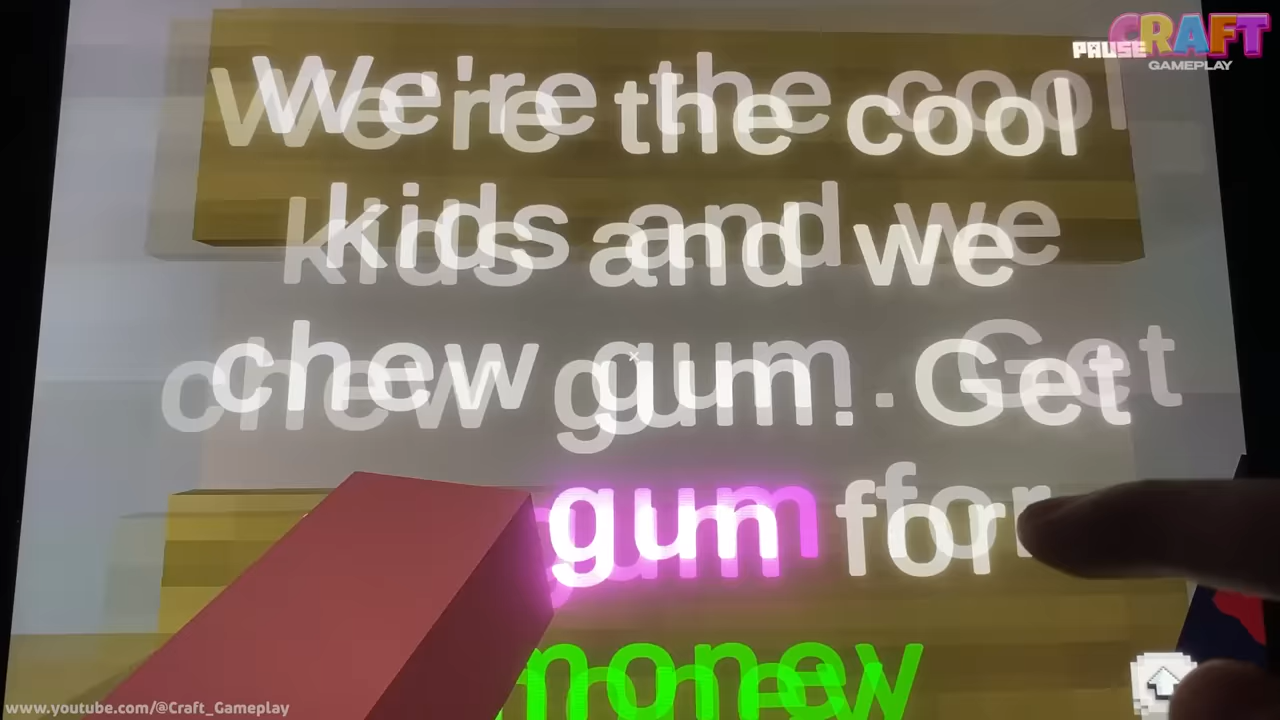 CRAFT
PAUSE
GAMEPLAY
We're the cool
kids and we
chew gum. Get
gum for
money
www.youtube.com/@Craft_Gameplay